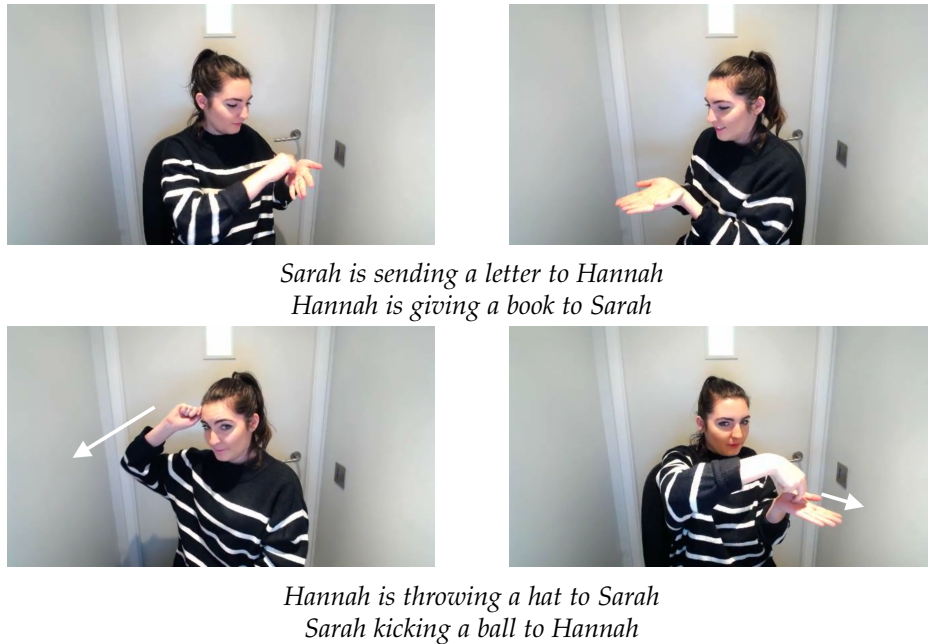 Sarah is sending a letter to Hannah
Hannah is giving a book to Sarah
Hannah is throwing a hat to Sarah
Sarah kicking a ball to Hannah